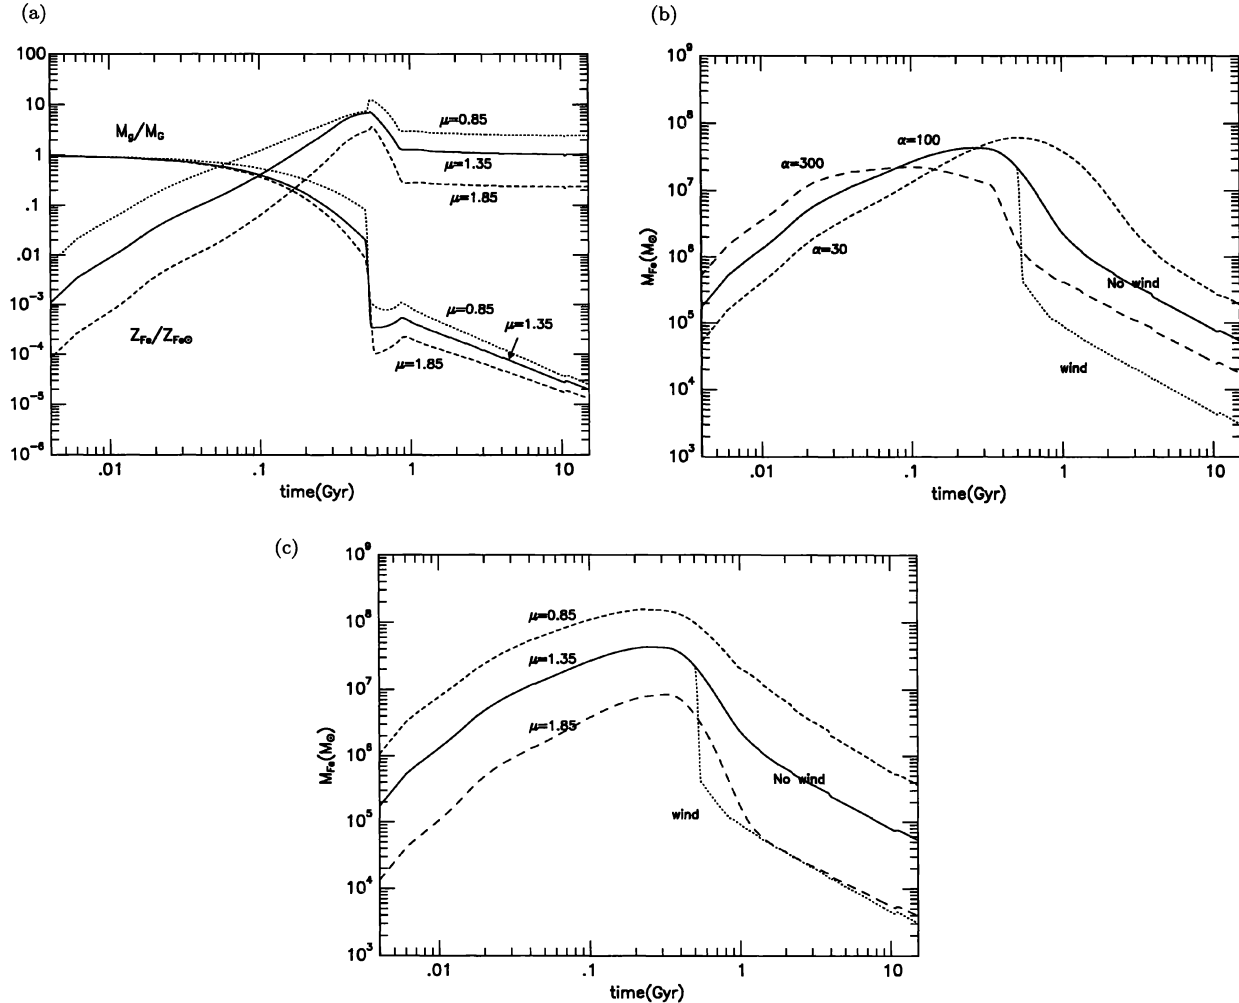 (a)
100
10
1
.1
.01
10⁻³
10⁻⁴
10⁻⁵
10⁻⁶
M_g/M_G
Z_Fe/Z_Fe⊙
μ=0.85
μ=1.35
μ=1.85
μ=0.85
μ=1.35
μ=1.85
.01 .1 1 10
time(Gyr)
(b)
10⁹
10⁸
10⁷
10⁶
10⁵
10⁴
10³
M_Fe(M⊙)
α=300
α=100
α=30
No wind
wind
.01 .1 1 10
time(Gyr)
(c)
10⁹
10⁸
10⁷
10⁶
10⁵
10⁴
10³
M_Fe(M⊙)
μ=0.85
μ=1.35
μ=1.85
No wind
wind
.01 .1 1 10
time(Gyr)